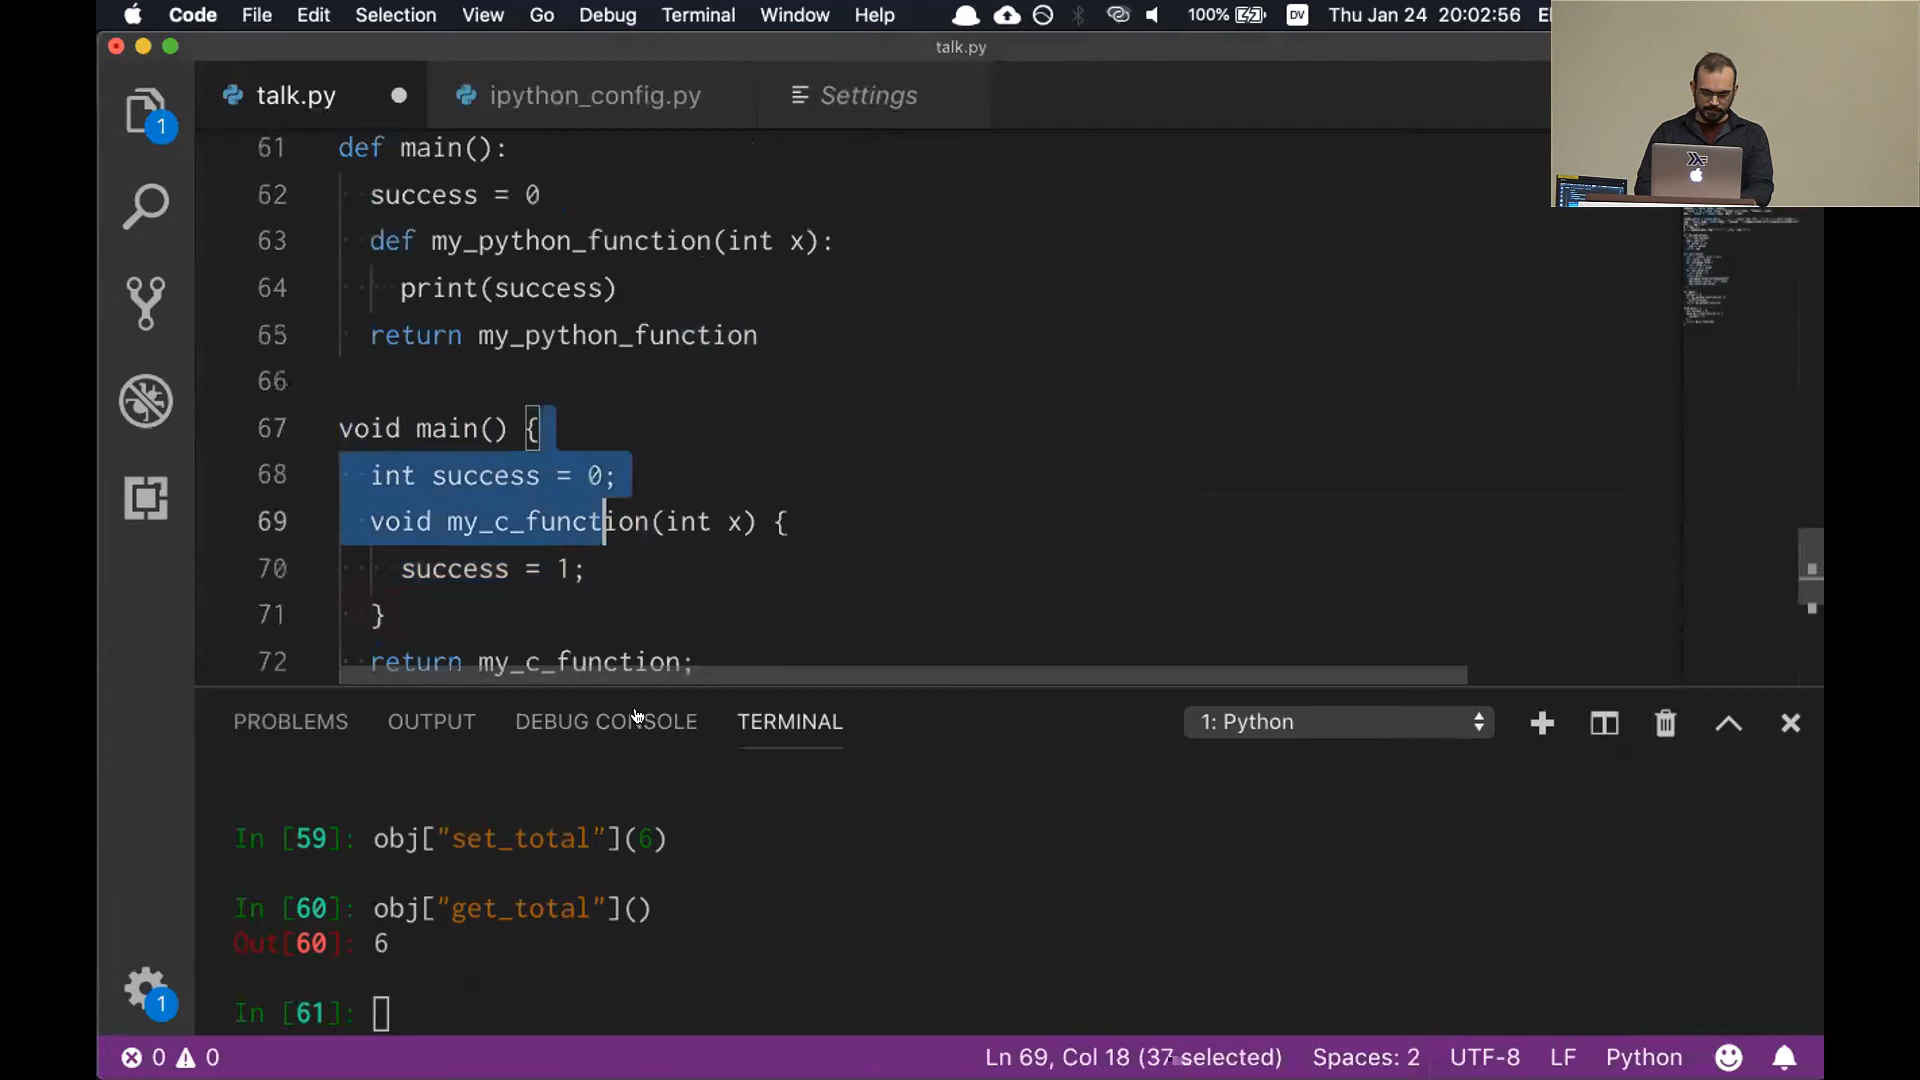 Code File Edit Selection View Go Debug Terminal Window Help 100% DV Thu Jan 24 20:02:56
talk.py
talk.py ipython_config.py Settings
1
61 def main():
62 success = 0
63 def my_python_function(int x):
64 print(success)
65 return my_python_function
66
67 void main() {
68 int success = 0;
69 void my_c_function(int x) {
70 success = 1;
71 }
72 return my_c_function;
PROBLEMS OUTPUT DEBUG CONSOLE TERMINAL 1: Python
In [59]: obj["set_total"](6)
In [60]: obj["get_total"]()
Out[60]: 6
In [61]:
1
0 0 Ln 69, Col 18 (37 selected) Spaces: 2 UTF-8 LF Python